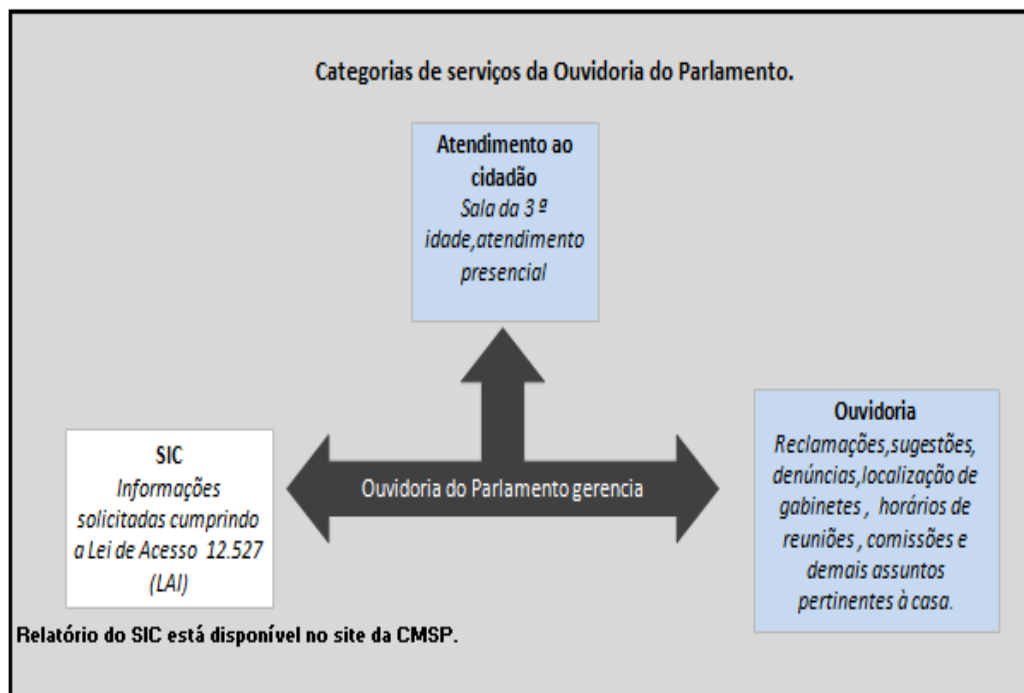 Categorias de serviços da Ouvidoria do Parlamento.
Atendimento ao
cidadão
Sala da 3 ª
idade,atendimento
presencial
SIC
Informações
solicitadas cumprindo
a Lei de Acesso 12.527
(LAI)
Ouvidoria do Parlamento gerencia
Ouvidoria
Reclamações,sugestões,
denúncias,localização de
gabinetes , horários de
reuniões , comissões e
demais assuntos
pertinentes à casa.
Relatório do SIC está disponível no site da CMSP.